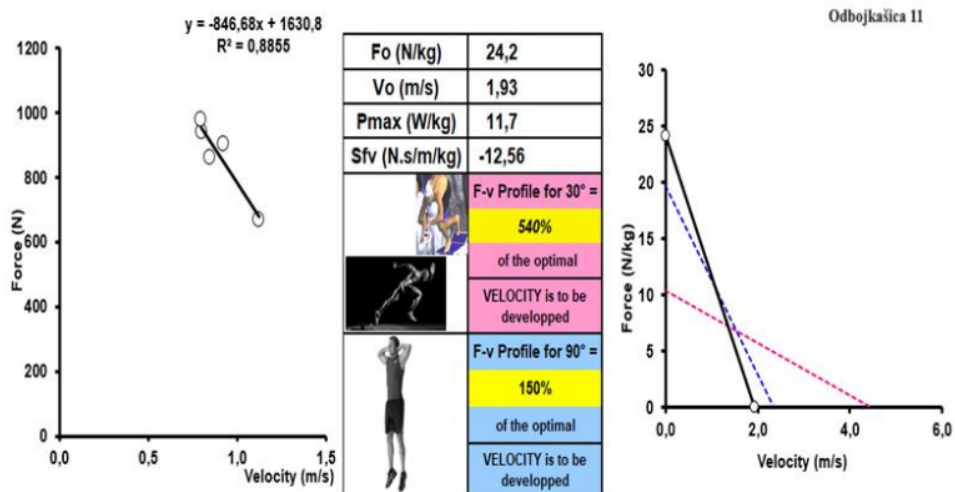 Odbojkašica 11
y = -846,68x + 1630,8
R² = 0,8855
1200
1000
800
600
400
200
0
Force (N)
0,0
0,5
1,0
1,5
Velocity (m/s)
Fo (N/kg) 24,2
Vo (m/s) 1,93
Pmax (W/kg) 11,7
Sfv (N.s/m/kg) -12,56
F-v Profile for 30° =
540%
of the optimal
VELOCITY is to be
developped
F-v Profile for 90° =
150%
of the optimal
VELOCITY is to be
developped
30
25
20
15
10
5
0
Force (N/kg)
0,0
2,0
4,0
6,0
Velocity (m/s)